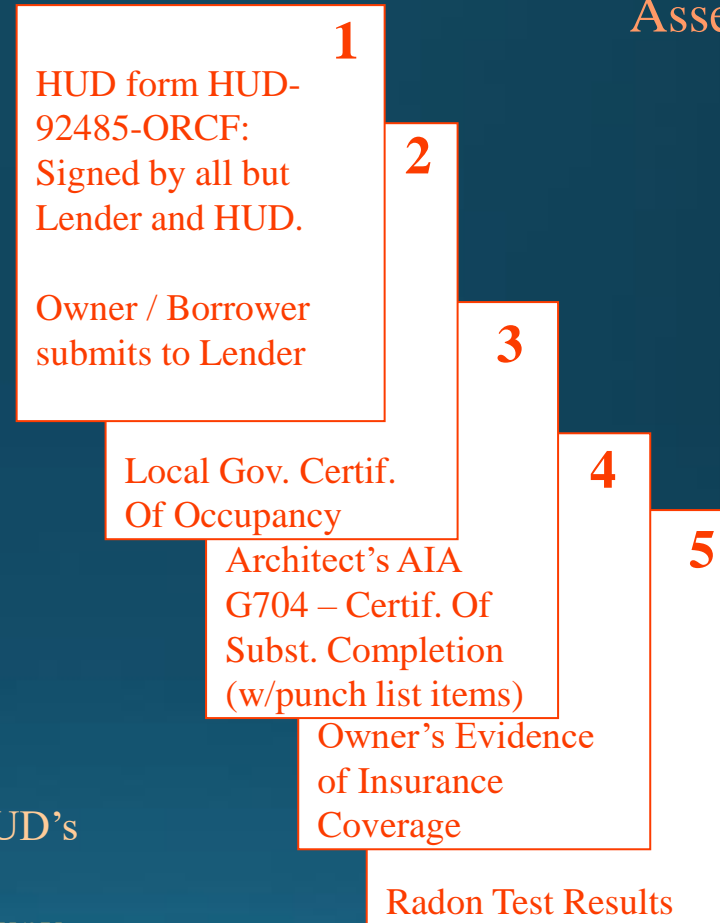 Asse
1
HUD form HUD-
92485-ORCF:
Signed by all but
Lender and HUD.
Owner / Borrower
submits to Lender
2
Local Gov. Certif.
Of Occupancy
3
Architect's AIA
G704 – Certif. Of
Subst. Completion
(w/punch list items)
4
Owner's Evidence
of Insurance
Coverage
5
Radon Test Results
UD's